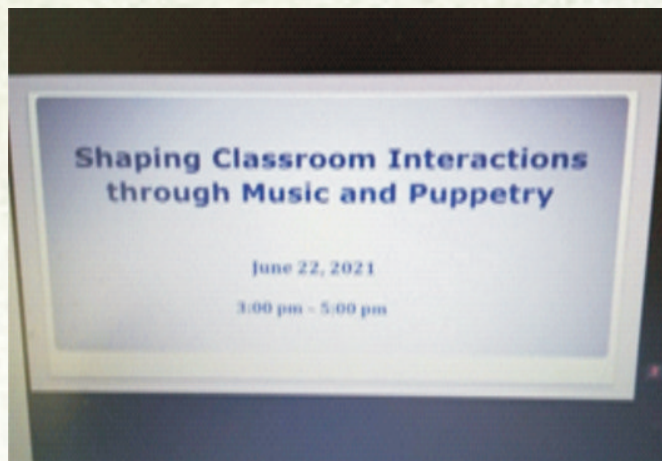 Shaping Classroom Interactions
through Music and Puppetry
June 22, 2021
3:00 pm - 5:00 pm